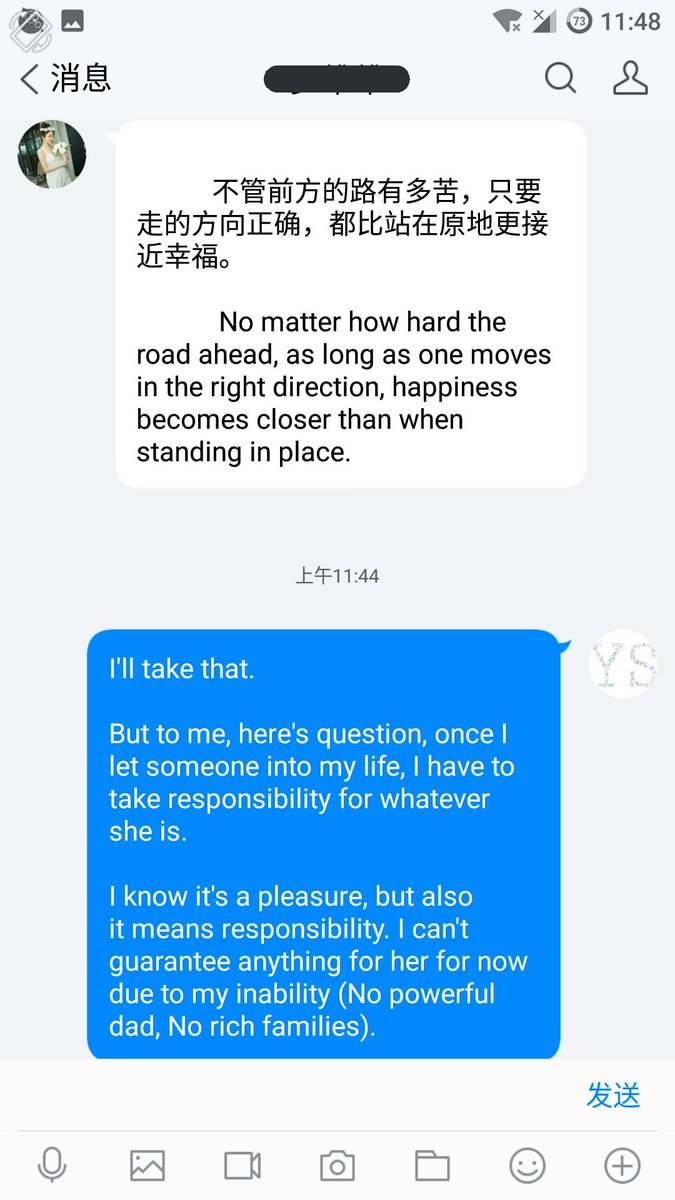 73 11:48
消息
不管前方的路有多苦，只要
走的方向正确，都比站在原地更接
近幸福。
No matter how hard the
road ahead, as long as one moves
in the right direction, happiness
becomes closer than when
standing in place.
上午11:44
YS
I'll take that.
But to me, here's question, once I
let someone into my life, I have to
take responsibility for whatever
she is.
I know it's a pleasure, but also
it means responsibility. I can't
guarantee anything for her for now
due to my inability (No powerful
dad, No rich families).
发送